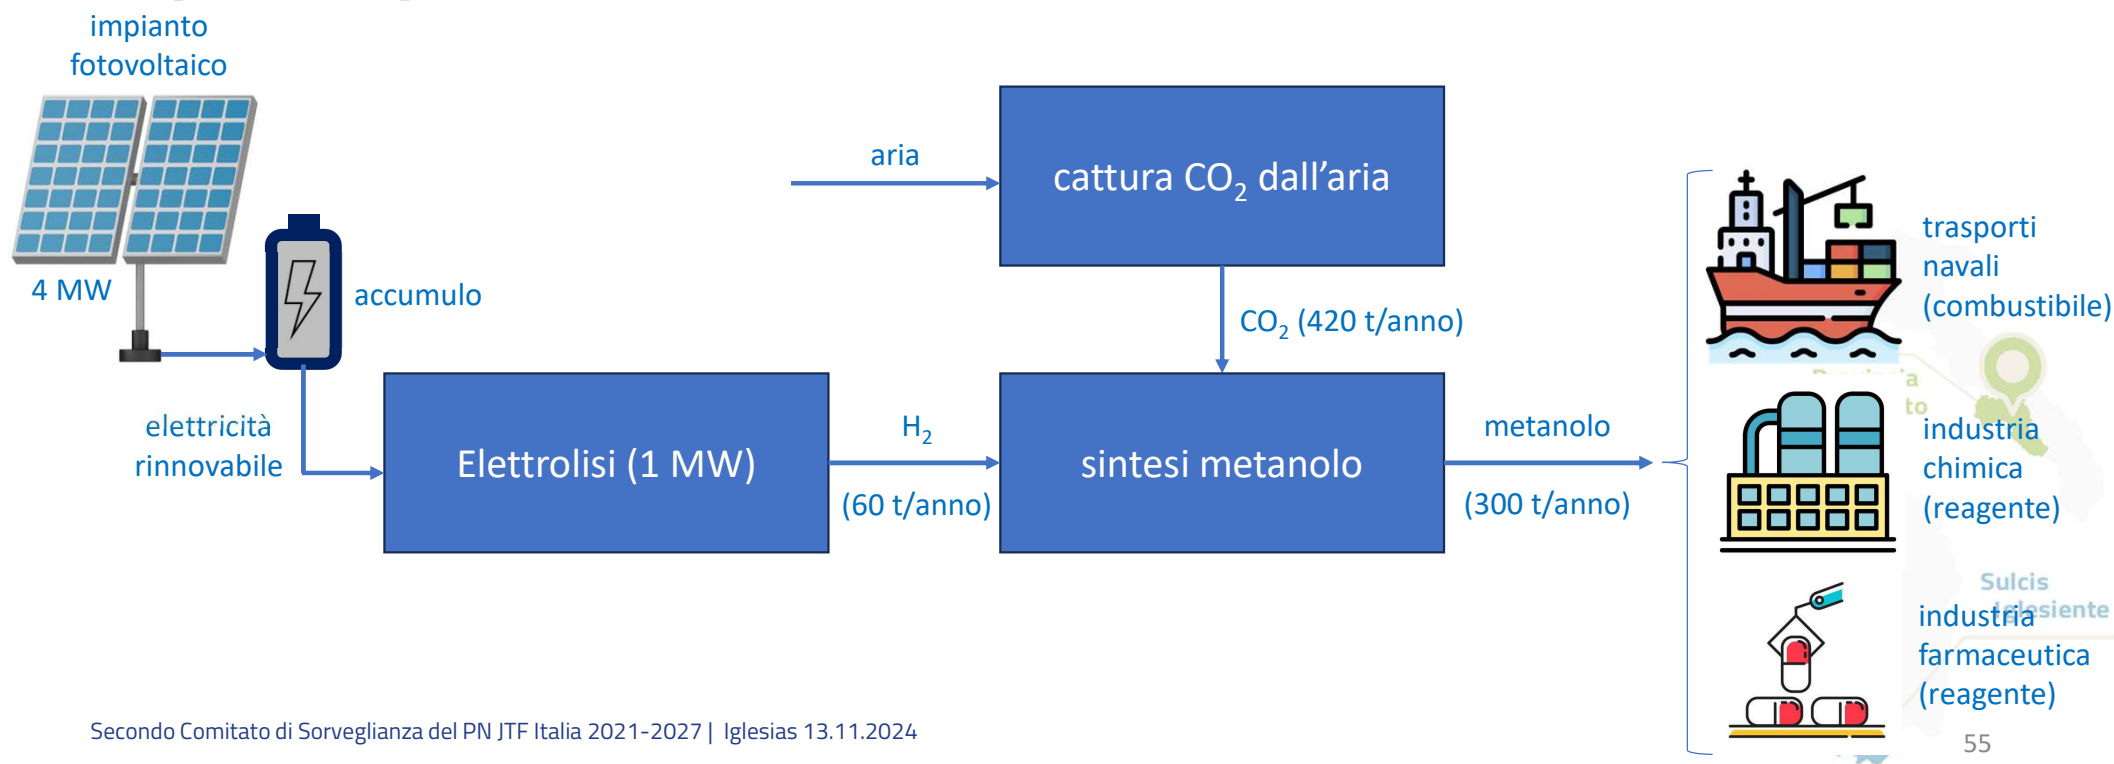 impianto
fotovoltaico
4 MW
accumulo
elettricità
rinnovabile
Elettrolisi (1 MW)
aria
cattura CO₂ dall’aria
CO₂ (420 t/anno)
H₂
(60 t/anno)
sintesi metanolo
metanolo
(300 t/anno)
trasporti
navali
(combustibile)
industria
chimica
(reagente)
Sulcis
Iglesiente
industria
farmaceutica
(reagente)
Secondo Comitato di Sorveglianza del PN JTF Italia 2021-2027 | Iglesias 13.11.2024
55